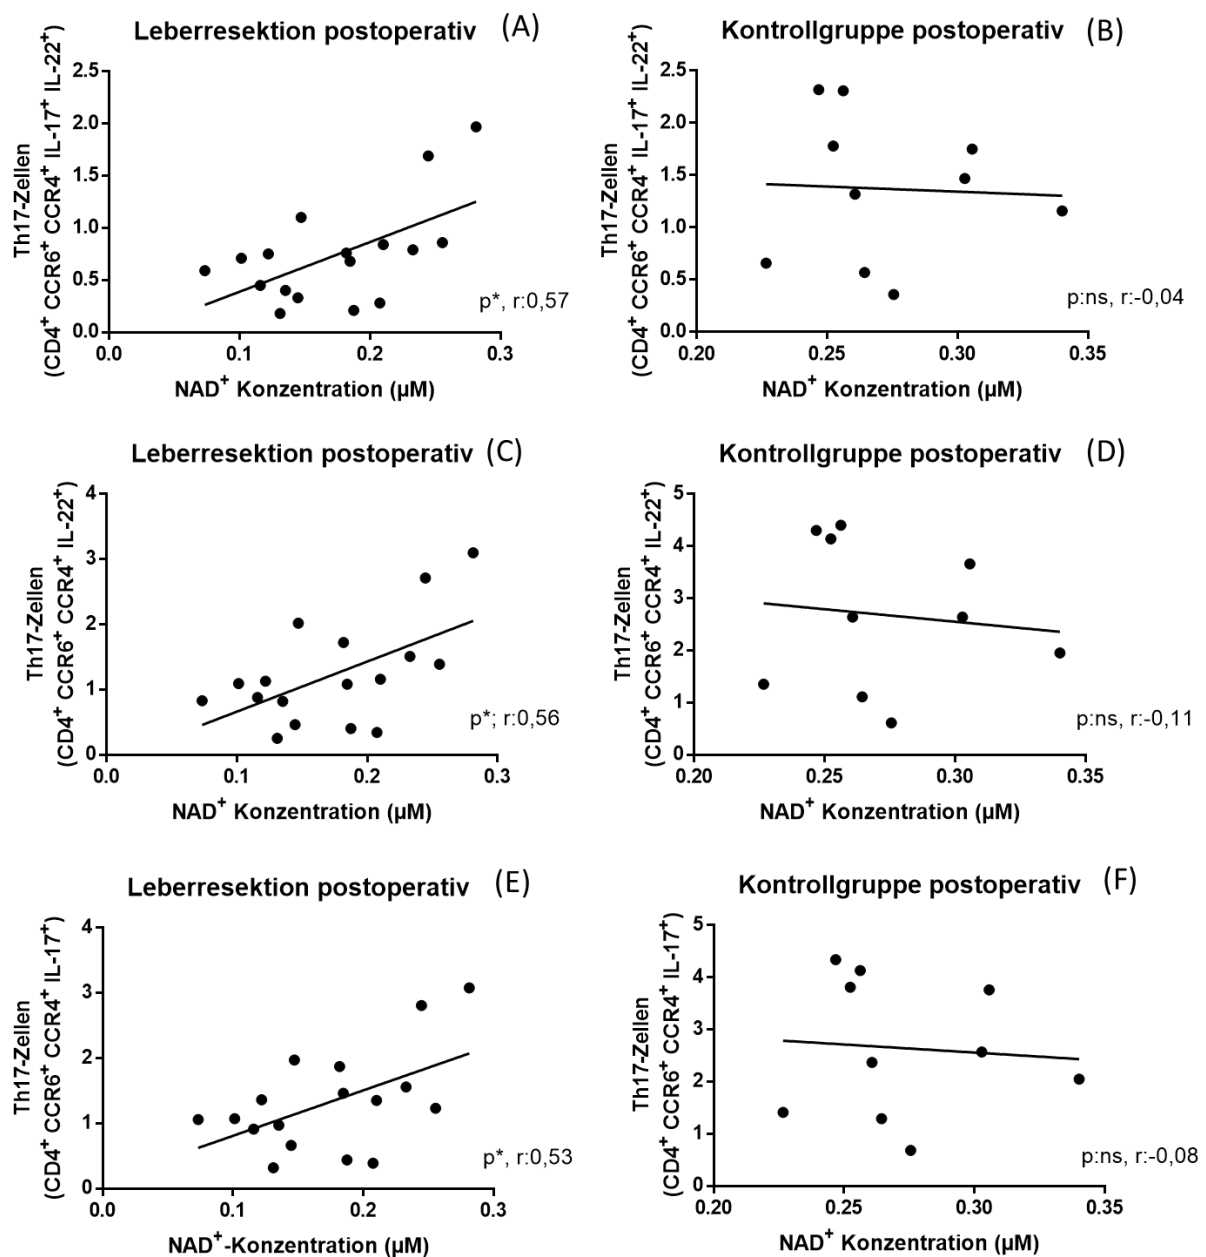 Leberresektion postoperativ (A)
Th17-Zellen
(CD4⁺ CCR6⁺ CCR4⁺ IL-17⁺ IL-22⁺)
2.5
2.0
1.5
1.0
0.5
0.0
0.0 0.1 0.2 0.3
p*, r:0,57
NAD⁺ Konzentration (µM)
Kontrollgruppe postoperativ (B)
Th17-Zellen
(CD4⁺ CCR6⁺ CCR4⁺ IL-17⁺ IL-22⁺)
2.5
2.0
1.5
1.0
0.5
0.0
0.20 0.25 0.30 0.35
p:ns, r:-0,04
NAD⁺ Konzentration (µM)
Leberresektion postoperativ (C)
Th17-Zellen
(CD4⁺ CCR6⁺ CCR4⁺ IL-22⁺)
4
3
2
1
0
0.0 0.1 0.2 0.3
p*; r:0,56
NAD⁺ Konzentration (µM)
Kontrollgruppe postoperativ (D)
Th17-Zellen
(CD4⁺ CCR6⁺ CCR4⁺ IL-22⁺)
5
4
3
2
1
0
0.20 0.25 0.30 0.35
p:ns, r:-0,11
NAD⁺ Konzentration (µM)
Leberresektion postoperativ (E)
Th17-Zellen
(CD4⁺ CCR6⁺ CCR4⁺ IL-17⁺)
4
3
2
1
0
0.0 0.1 0.2 0.3
p*, r:0,53
NAD⁺-Konzentration (µM)
Kontrollgruppe postoperativ (F)
Th17-Zellen
(CD4⁺ CCR6⁺ CCR4⁺ IL-17⁺)
5
4
3
2
1
0
0.20 0.25 0.30 0.35
p:ns, r:-0,08
NAD⁺ Konzentration (µM)